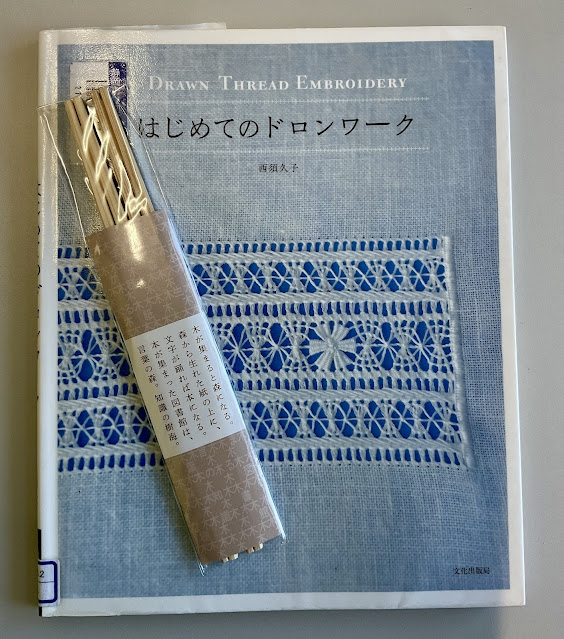 DRAWN THREAD EMBROIDERY
はじめてのドロンワーク
西須久子
木が集まると森になる。
森から生れた紙の上に、
文字が踊れば本になる。
本が集まった図書館は、
言葉の森。知識の樹海。
文化出版局
2